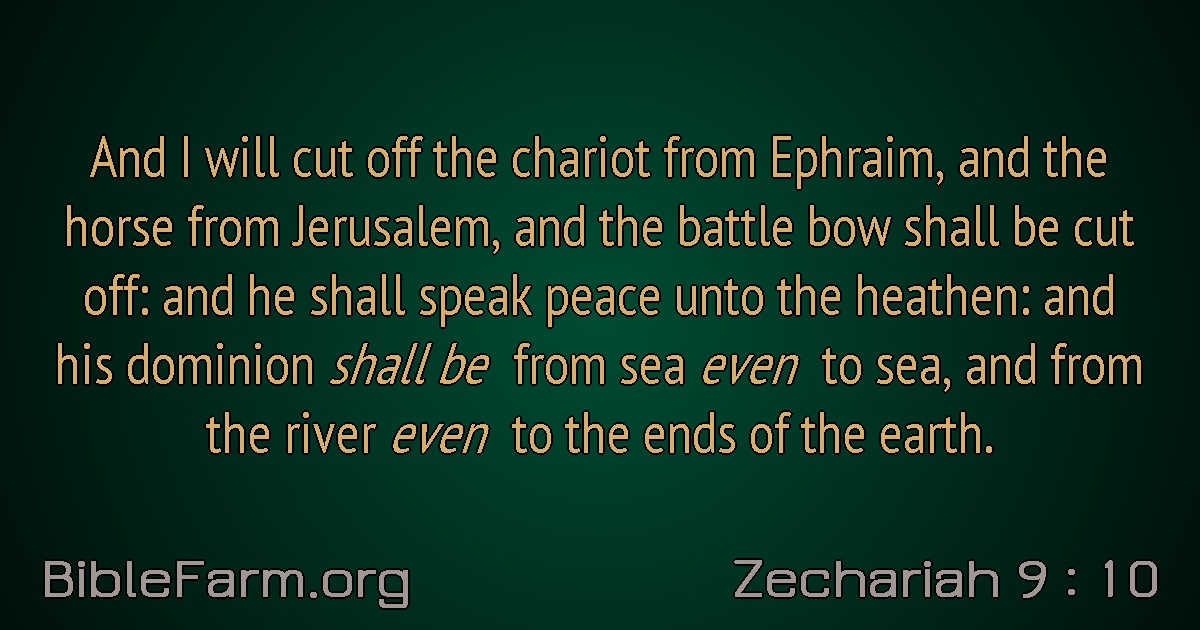 And I will cut off the chariot from Ephraim, and the
horse from Jerusalem, and the battle bow shall be cut
off: and he shall speak peace unto the heathen: and
his dominion shall be from sea even to sea, and from
the river even to the ends of the earth.
BibleFarm.org
Zechariah 9 : 10